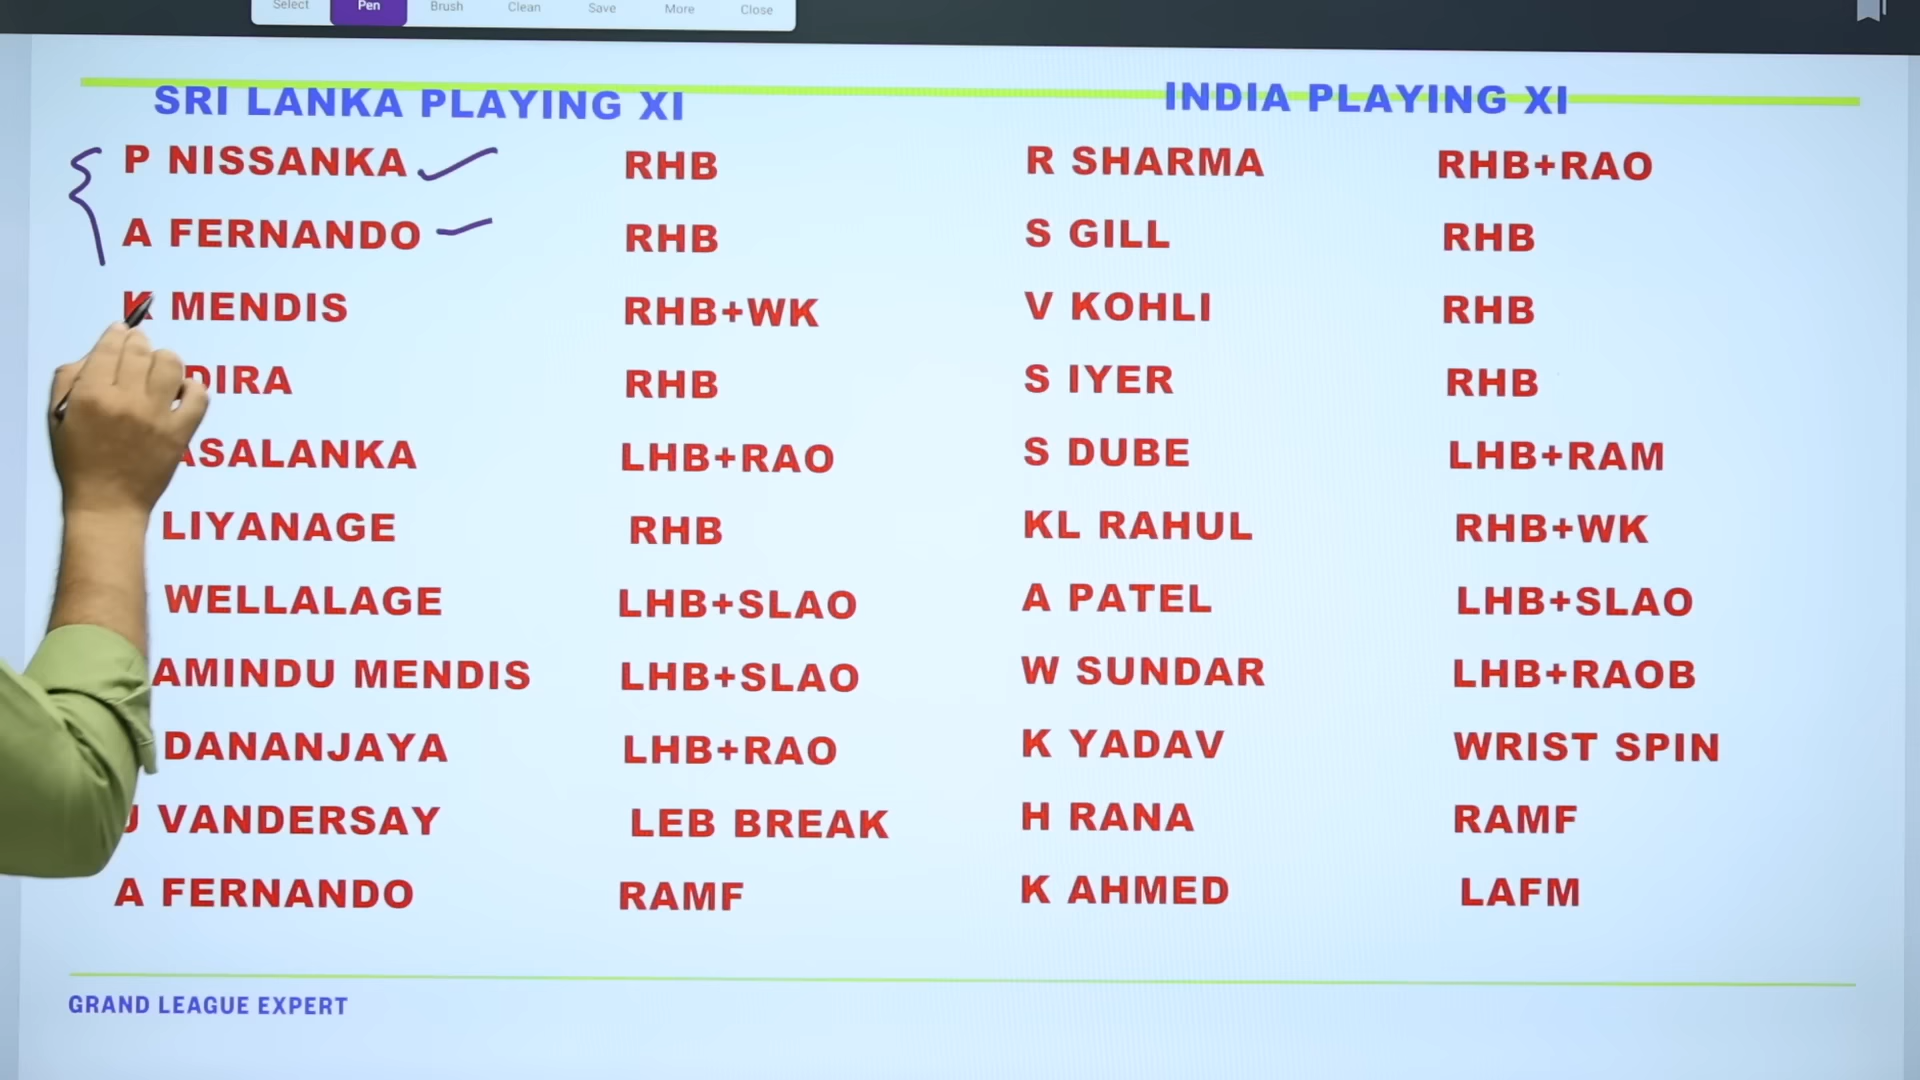 Select Pen Brush Clean Save More Close
SRI LANKA PLAYING XI INDIA PLAYING XI
P NISSANKA RHB R SHARMA RHB+RAO
A FERNANDO RHB S GILL RHB
K MENDIS RHB+WK V KOHLI RHB
RHB S IYER RHB
LHB+RAO S DUBE LHB+RAM
LIYANAGE RHB KL RAHUL RHB+WK
WELLALAGE LHB+SLAO A PATEL LHB+SLAO
MENDIS LHB+SLAO W SUNDAR LHB+RAOB
DANANJAYA LHB+RAO K YADAV WRIST SPIN
J VANDERSAY LEB BREAK H RANA RAMF
A FERNANDO RAMF K AHMED LAFM
GRAND LEAGUE EXPERT